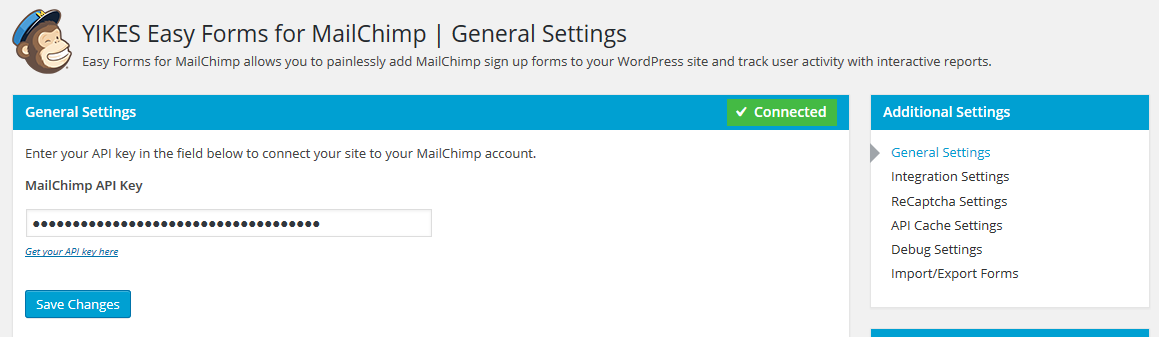 YIKES Easy Forms for MailChimp | General Settings
Easy Forms for MailChimp allows you to painlessly add MailChimp sign up forms to your WordPress site and track user activity with interactive reports.
General Settings
✔ Connected
Enter your API key in the field below to connect your site to your MailChimp account.
MailChimp API Key
●●●●●●●●●●●●●●●●●●●●●●●●●●●●●●●●●●●●
Get your API key here
Save Changes
Additional Settings
General Settings
Integration Settings
ReCaptcha Settings
API Cache Settings
Debug Settings
Import/Export Forms